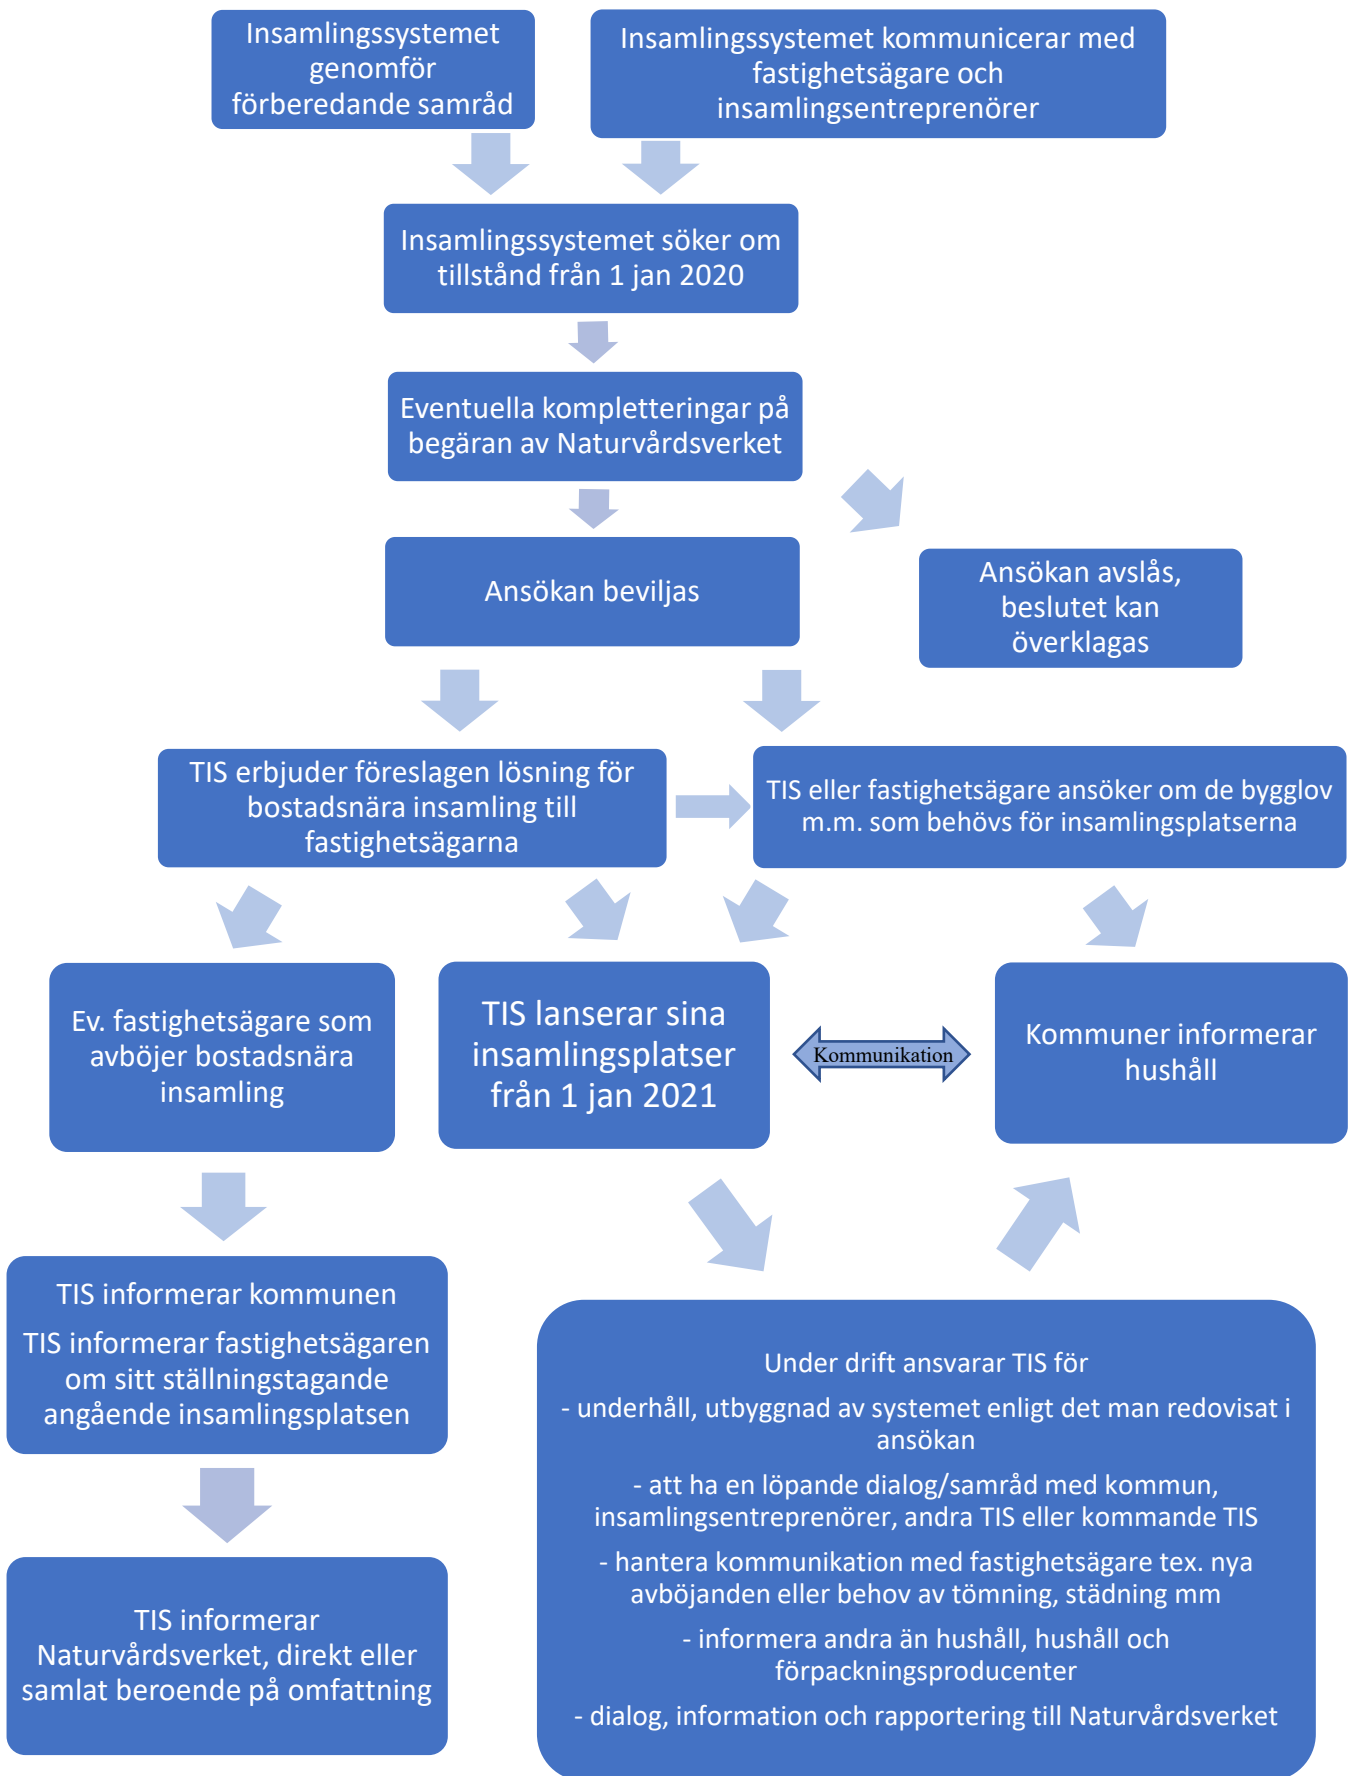 Insamlingssystemet
genomför
förberedande samråd
Insamlingssystemet kommunicerar med
fastighetsägare och
insamlingsentreprenörer
Insamlingssystemet söker om
tillstånd från 1 jan 2020
Eventuella kompletteringar på
begäran av Naturvårdsverket
Ansökan beviljas
Ansökan avslås,
beslutet kan
överklagas
TIS erbjuder föreslagen lösning för
bostadsnära insamling till
fastighetsägarna
TIS eller fastighetsägare ansöker om de bygglov
m.m. som behövs för insamlingsplatserna
Ev. fastighetsägare som
avböjer bostadsnära
insamling
TIS lanserar sina
insamlingsplatser
från 1 jan 2021
Kommunikation
Kommuner informerar
hushåll
TIS informerar kommunen
TIS informerar fastighetsägaren
om sitt ställningstagande
angående insamlingsplatsen
TIS informerar
Naturvårdsverket, direkt eller
samlat beroende på omfattning
Under drift ansvarar TIS för
- underhåll, utbyggnad av systemet enligt det man redovisat i
ansökan
- att ha en löpande dialog/samråd med kommun,
insamlingsentreprenörer, andra TIS eller kommande TIS
- hantera kommunikation med fastighetsägare tex. nya
avböjanden eller behov av tömning, städning mm
- informera andra än hushåll, hushåll och
förpackningsproducenter
- dialog, information och rapportering till Naturvårdsverket